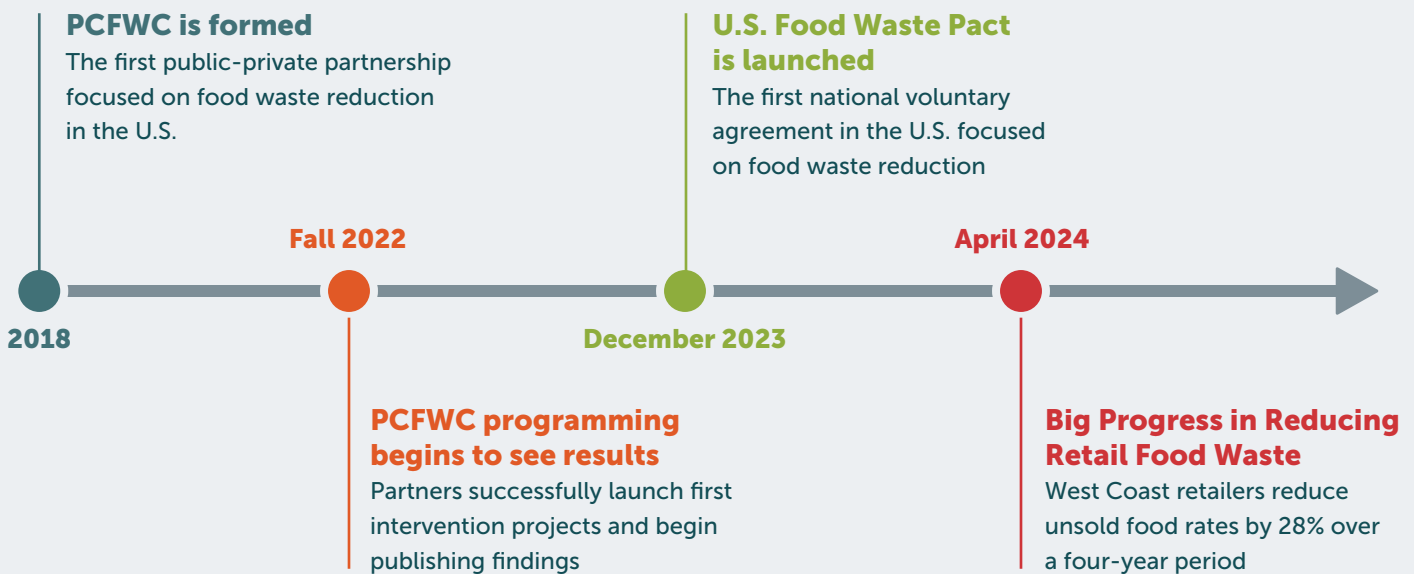 PCFWC is formed
The first public-private partnership
focused on food waste reduction
in the U.S.
2018
Fall 2022
PCFWC programming
begins to see results
Partners successfully launch first
intervention projects and begin
publishing findings
U.S. Food Waste Pact
is launched
The first national voluntary
agreement in the U.S. focused
on food waste reduction
December 2023
April 2024
Big Progress in Reducing
Retail Food Waste
West Coast retailers reduce
unsold food rates by 28% over
a four-year period